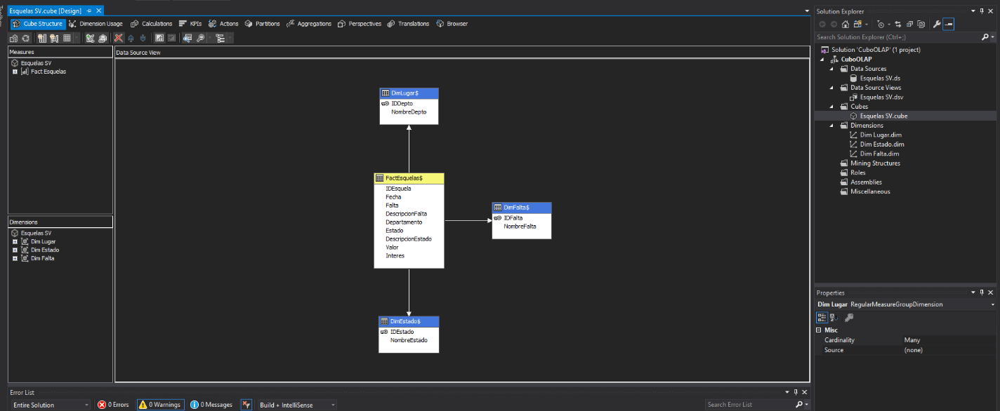 Esquelas SV.cube [Design]
Cube Structure Dimension Usage Calculations KPIs Actions Partitions Aggregations Perspectives Translations Browser
Measures
Esquelas SV
Fact Esquelas
Dimensions
Esquelas SV
Dim Lugar
Dim Estado
Dim Falta
Data Source View
DimLugar$
IDDepto
NombreDepto
FactEsquelas$
IDEsquela
Fecha
Falta
DescripcionFalta
Departamento
Estado
DescripcionEstado
Valor
Interes
DimFalta$
IDFalta
NombreFalta
DimEstado$
IDEstado
NombreEstado
Solution Explorer
Search Solution Explorer (Ctrl+;)
Solution 'CuboOLAP' (1 project)
CuboOLAP
Data Sources
Esquelas SV.ds
Data Source Views
Esquelas SV.dsv
Cubes
Esquelas SV.cube
Dimensions
Dim Lugar.dim
Dim Estado.dim
Dim Falta.dim
Mining Structures
Roles
Assemblies
Miscellaneous
Properties
Dim Lugar RegularMeasureGroupDimension
Misc
Cardinality Many
Source (none)
Error List
Entire Solution 0 Errors 0 Warnings 0 Messages Build + IntelliSense Search Error List